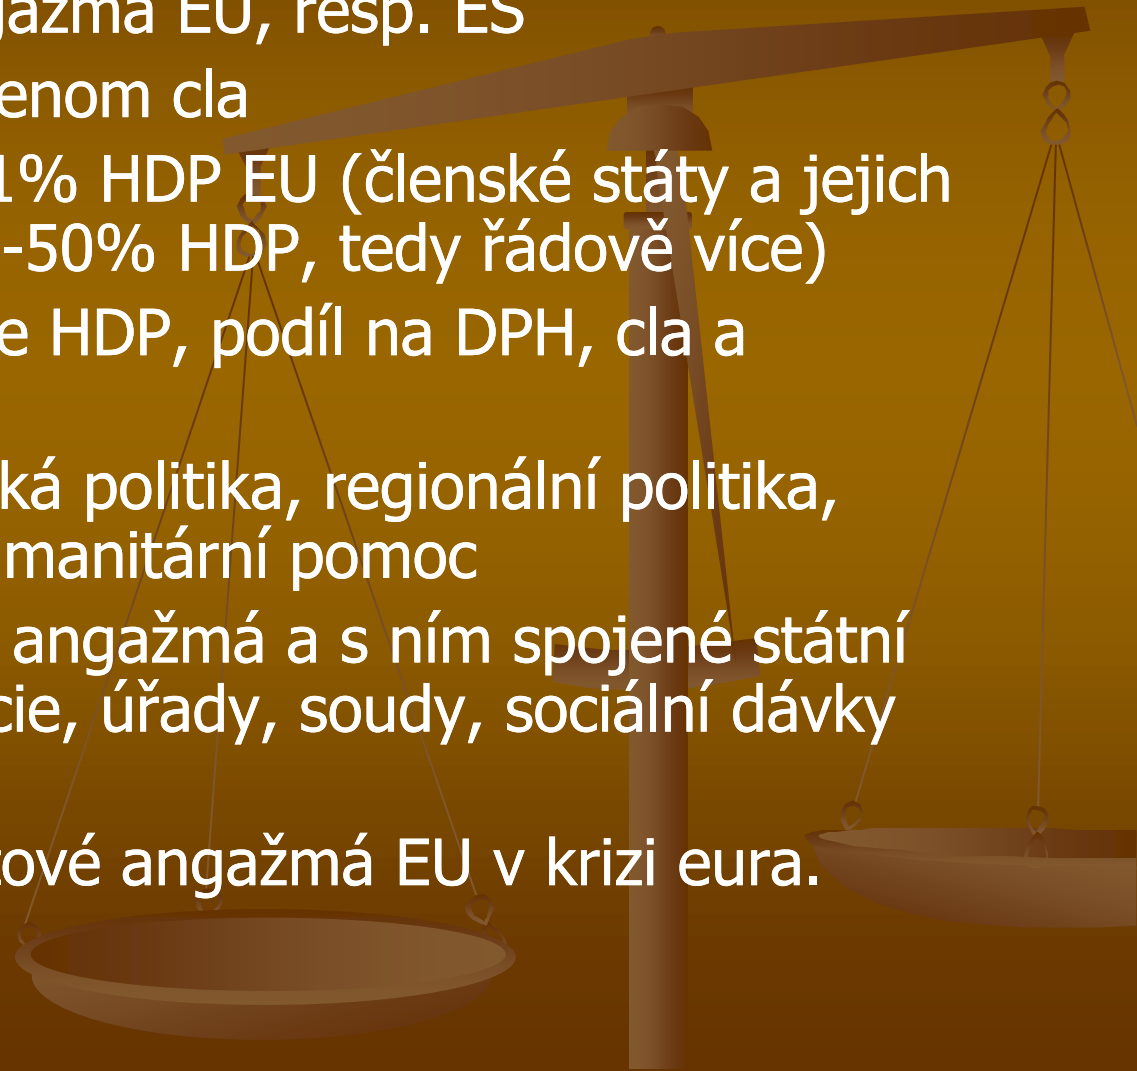 gažmá EU, resp. ES
enom cla
1% HDP EU (členské státy a jejich
-50% HDP, tedy řádově více)
e HDP, podíl na DPH, cla a
ká politika, regionální politika,
manitární pomoc
angažmá a s ním spojené státní
cie, úřady, soudy, sociální dávky
tové angažmá EU v krizi eura.